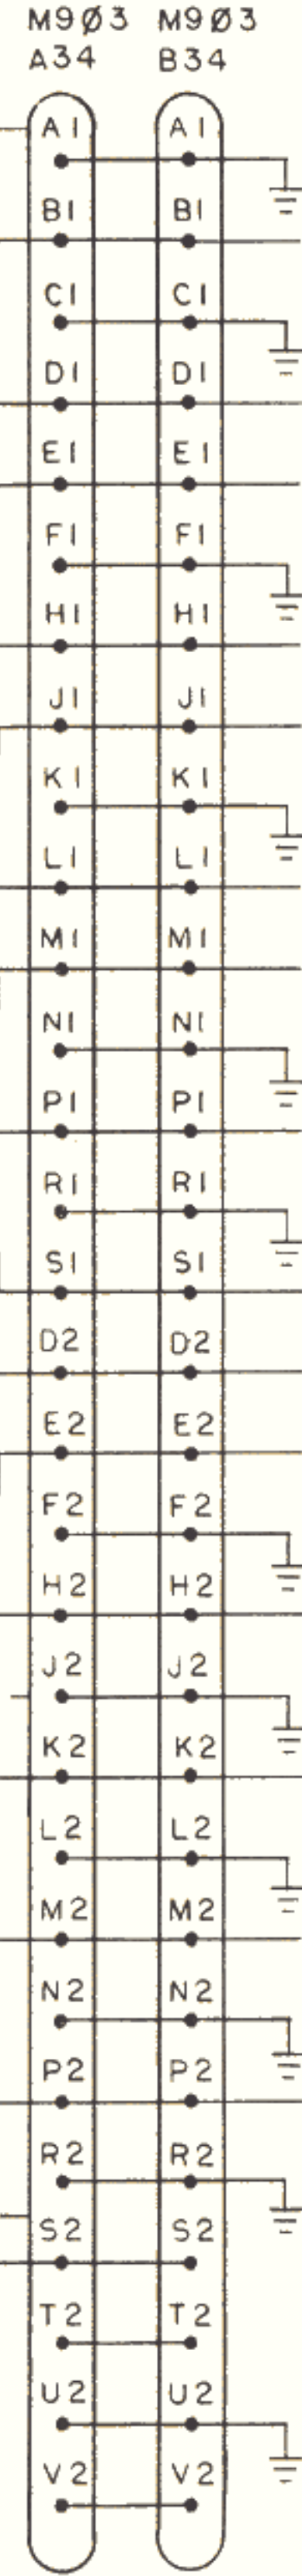 M9Ø3 M9Ø3
A34 B34
A1 A1
B1 B1
C1 C1
D1 D1
E1 E1
F1 F1
H1 H1
J1 J1
K1 K1
L1 L1
M1 M1
N1 N1
P1 P1
R1 R1
S1 S1
D2 D2
E2 E2
F2 F2
H2 H2
J2 J2
K2 K2
L2 L2
M2 M2
N2 N2
P2 P2
R2 R2
S2 S2
T2 T2
U2 U2
V2 V2